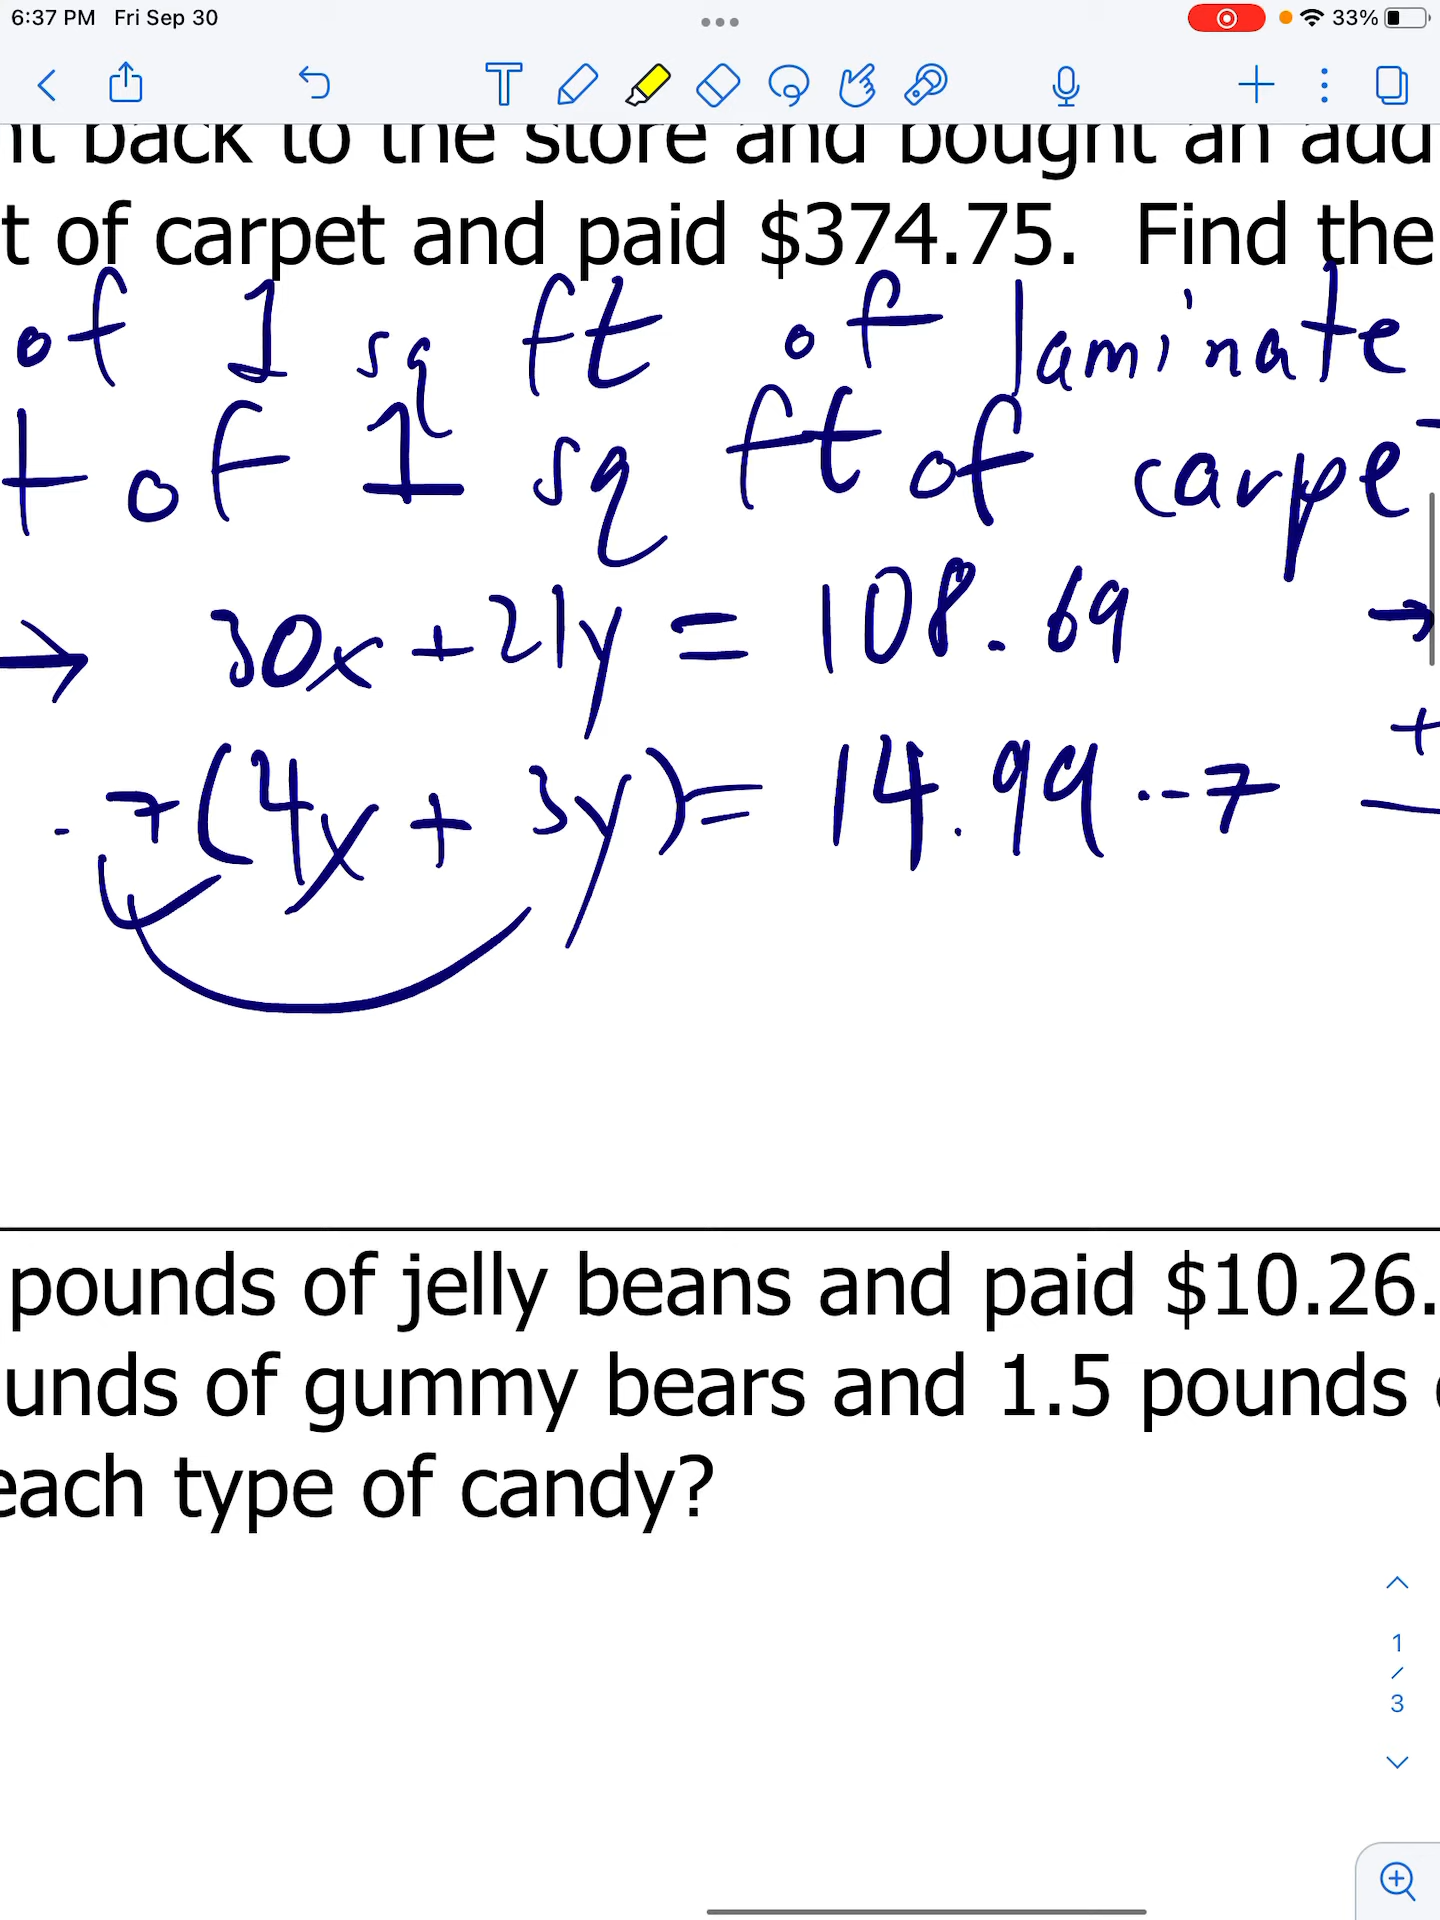 6:37 PM Fri Sep 30 33%
T
back to the store and bought an add
t of carpet and paid $374.75. Find the
of 1 sq ft of laminate
t of 1 sq ft of carpe
→ 30x + 21y = 108.69 →
-7(4x + 3y) = 14.99 · -7 +
pounds of jelly beans and paid $10.26.
unds of gummy bears and 1.5 pounds
each type of candy?
1
/
3